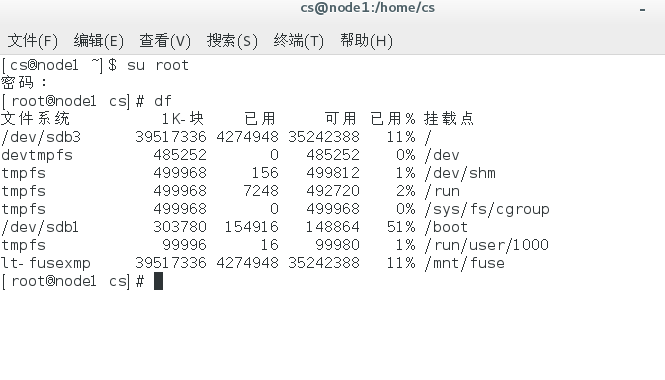 cs@node1:/home/cs
文件(F) 编辑(E) 查看(V) 搜索(S) 终端(T) 帮助(H)
[cs@node1 ~]$ su root
密码：
[root@node1 cs]# df
文件系统 1K-块 已用 可用 已用% 挂载点
/dev/sdb3 39517336 4274948 35242388 11% /
devtmpfs 485252 0 485252 0% /dev
tmpfs 499968 156 499812 1% /dev/shm
tmpfs 499968 7248 492720 2% /run
tmpfs 499968 0 499968 0% /sys/fs/cgroup
/dev/sdb1 303780 154916 148864 51% /boot
tmpfs 99996 16 99980 1% /run/user/1000
lt-fusexmp 39517336 4274948 35242388 11% /mnt/fuse
[root@node1 cs]#